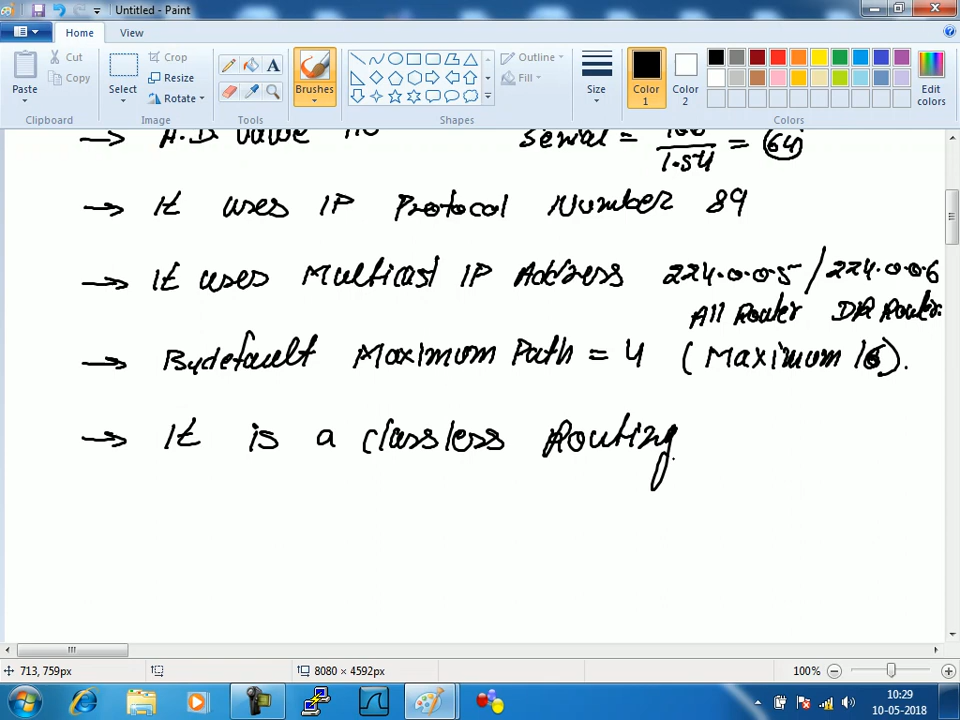 Untitled - Paint
Home View
Paste
Cut
Copy
Clipboard
Select
Crop
Resize
Rotate
Image
A
Tools
Brushes
Outline
Fill
Shapes
Size
Color 1
Color 2
Edit colors
Colors
→ A.D value 110 Serial = 100 / 1.54 = 64
→ It uses IP Protocol Number 89
→ It uses Multicast IP Address 224.0.0.5 / 224.0.0.6
All Router DR Router
→ Bydefault Maximum Path = 4 (Maximum 16).
→ It is a classless Routing
713, 759px
8080 × 4592px
100%
10:29
10-05-2018